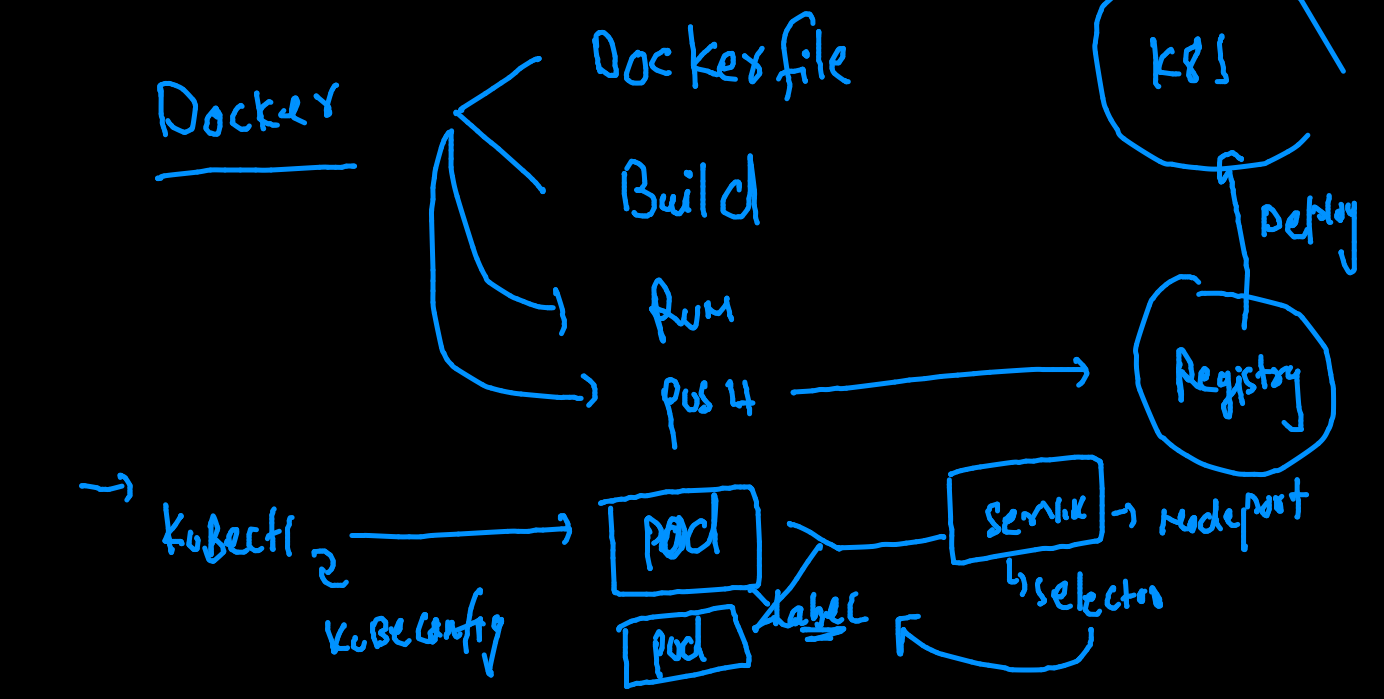 Docker
Dockerfile
Build
Run
push
K8s
Deploy
Registry
Kubectl
KubeConfig
pod
pod
Label
Service
Nodeport
selector